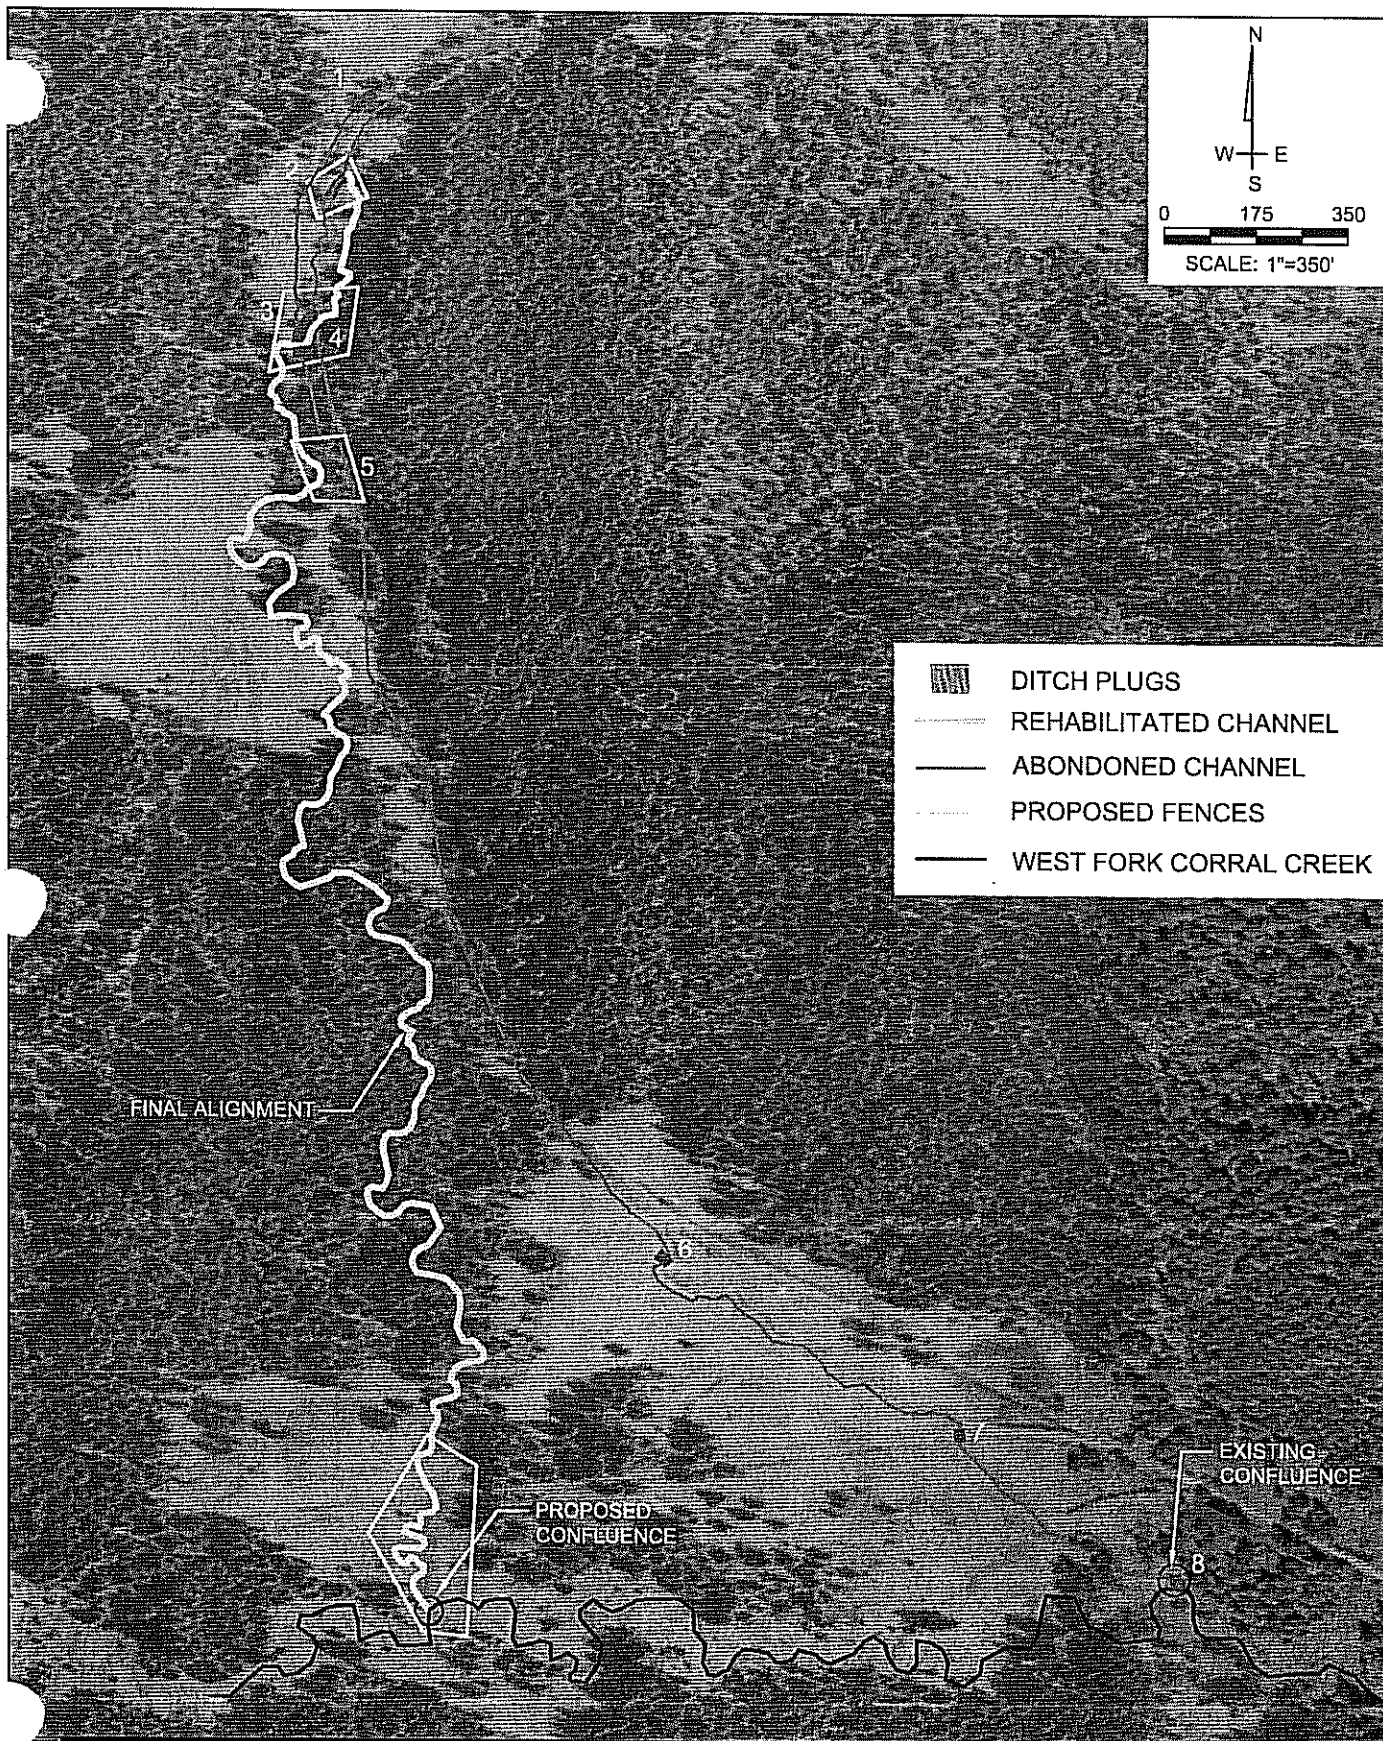 N
W E
S
0 175 350
SCALE: 1"=350'
1
2
3
4
5
DITCH PLUGS
REHABILITATED CHANNEL
ABONDONED CHANNEL
PROPOSED FENCES
WEST FORK CORRAL CREEK
FINAL ALIGNMENT
6
7
EXISTING
CONFLUENCE
PROPOSED
CONFLUENCE
8